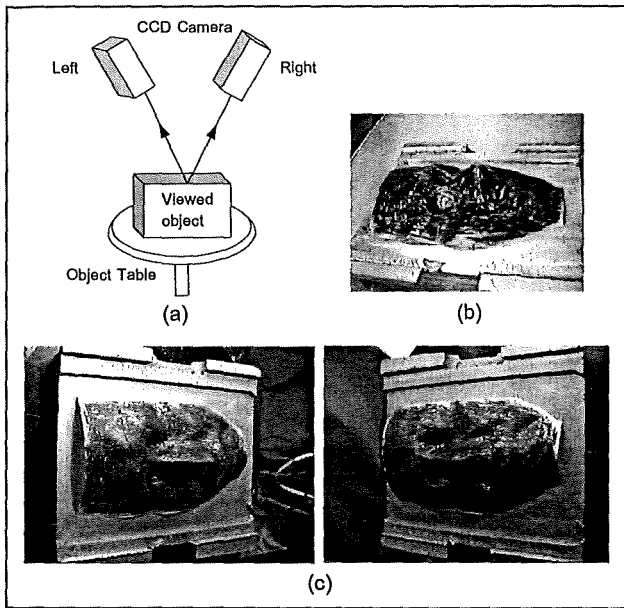 CCD Camera
Left
Right
Viewed
object
Object Table
(a)
(b)
(c)